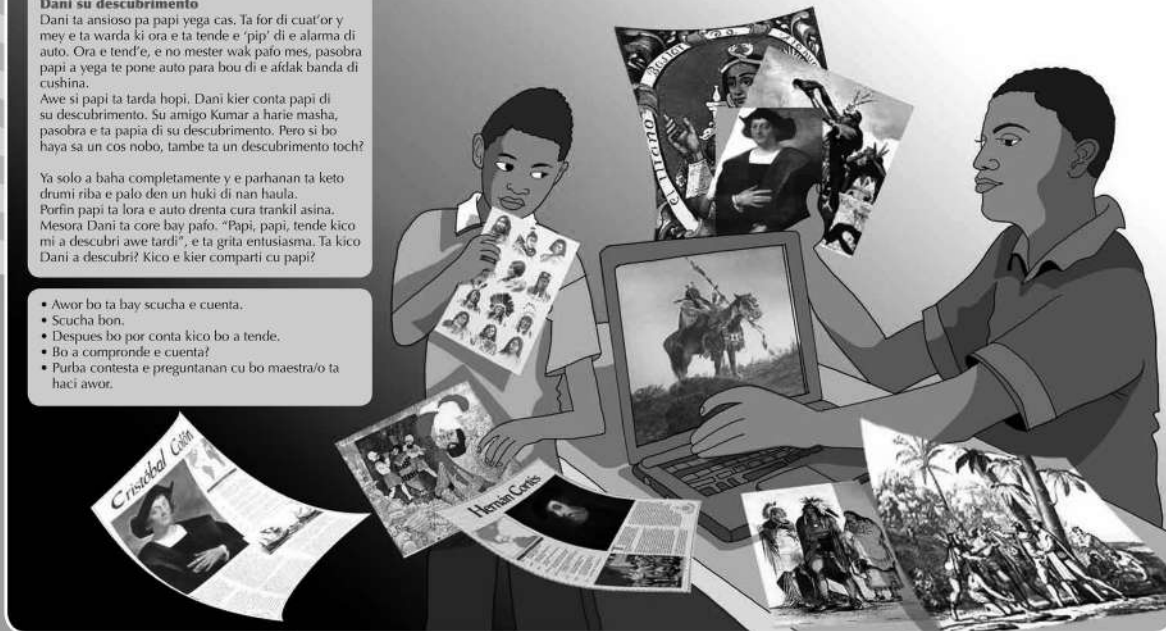 Dani su descubrimento
Dani ta ansioso pa papi yega cas. Ta for di cuat'or y
mey e ta warda ki ora e ta tende e 'pip' di e alarma di
auto. Ora e tend'e, e no mester wak pafo mes, pasobra
papi a yega te pone auto para bou di e afdak banda di
cushina.
Awe si papi ta tarda hopi. Dani kier conta papi di
su descubrimento. Su amigo Kumar a harie masha,
pasobra e ta papia di su descubrimento. Pero si bo
haya sa un cos nobo, tambe ta un descubrimento toch?
Ya solo a baha completamente y e parhanan ta keto
drumi riba e palo den un huki di nan haula.
Porfin papi ta lora e auto drenta cura trankil asina.
Mesora Dani ta core bay pafo. "Papi, papi, tende kico
mi a descubri awe tardi", e ta grita entusiasma. Ta kico
Dani a descubri? Kico e kier comparti cu papi?
• Awor bo ta bay scucha e cuenta.
• Scucha bon.
• Despues bo por conta kico bo a tende.
• Bo a compronde e cuenta?
• Purba contesta e preguntanan cu bo maestra/o ta
haci awor.
Cristóbal Colón
Hernán Cortés